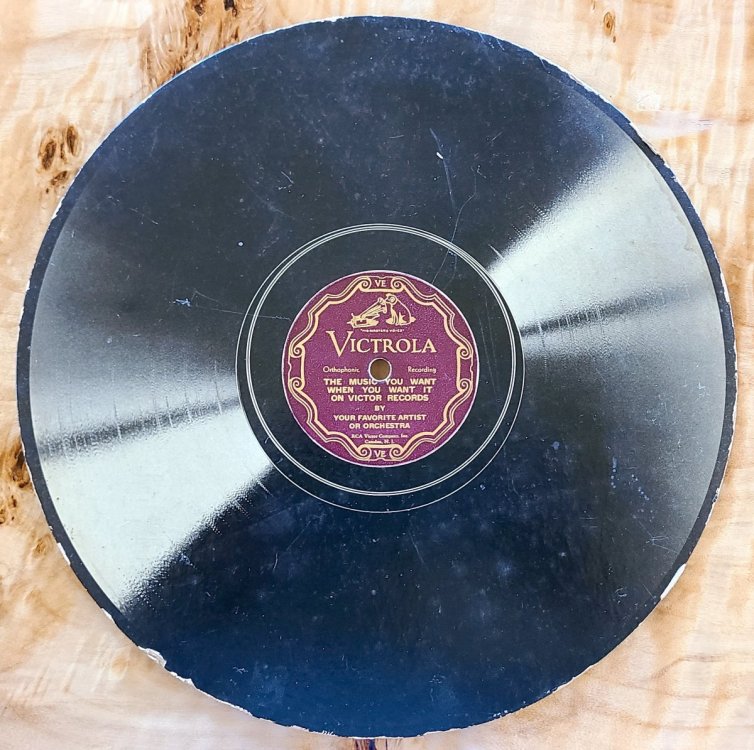 VE
"HIS MASTERS VOICE"
VICTROLA
Orthophonic Recording
THE MUSIC YOU WANT
WHEN YOU WANT IT
ON VICTOR RECORDS
BY
YOUR FAVORITE ARTIST
OR ORCHESTRA
RCA Victor Company, Inc.
Camden, N. J.
VE